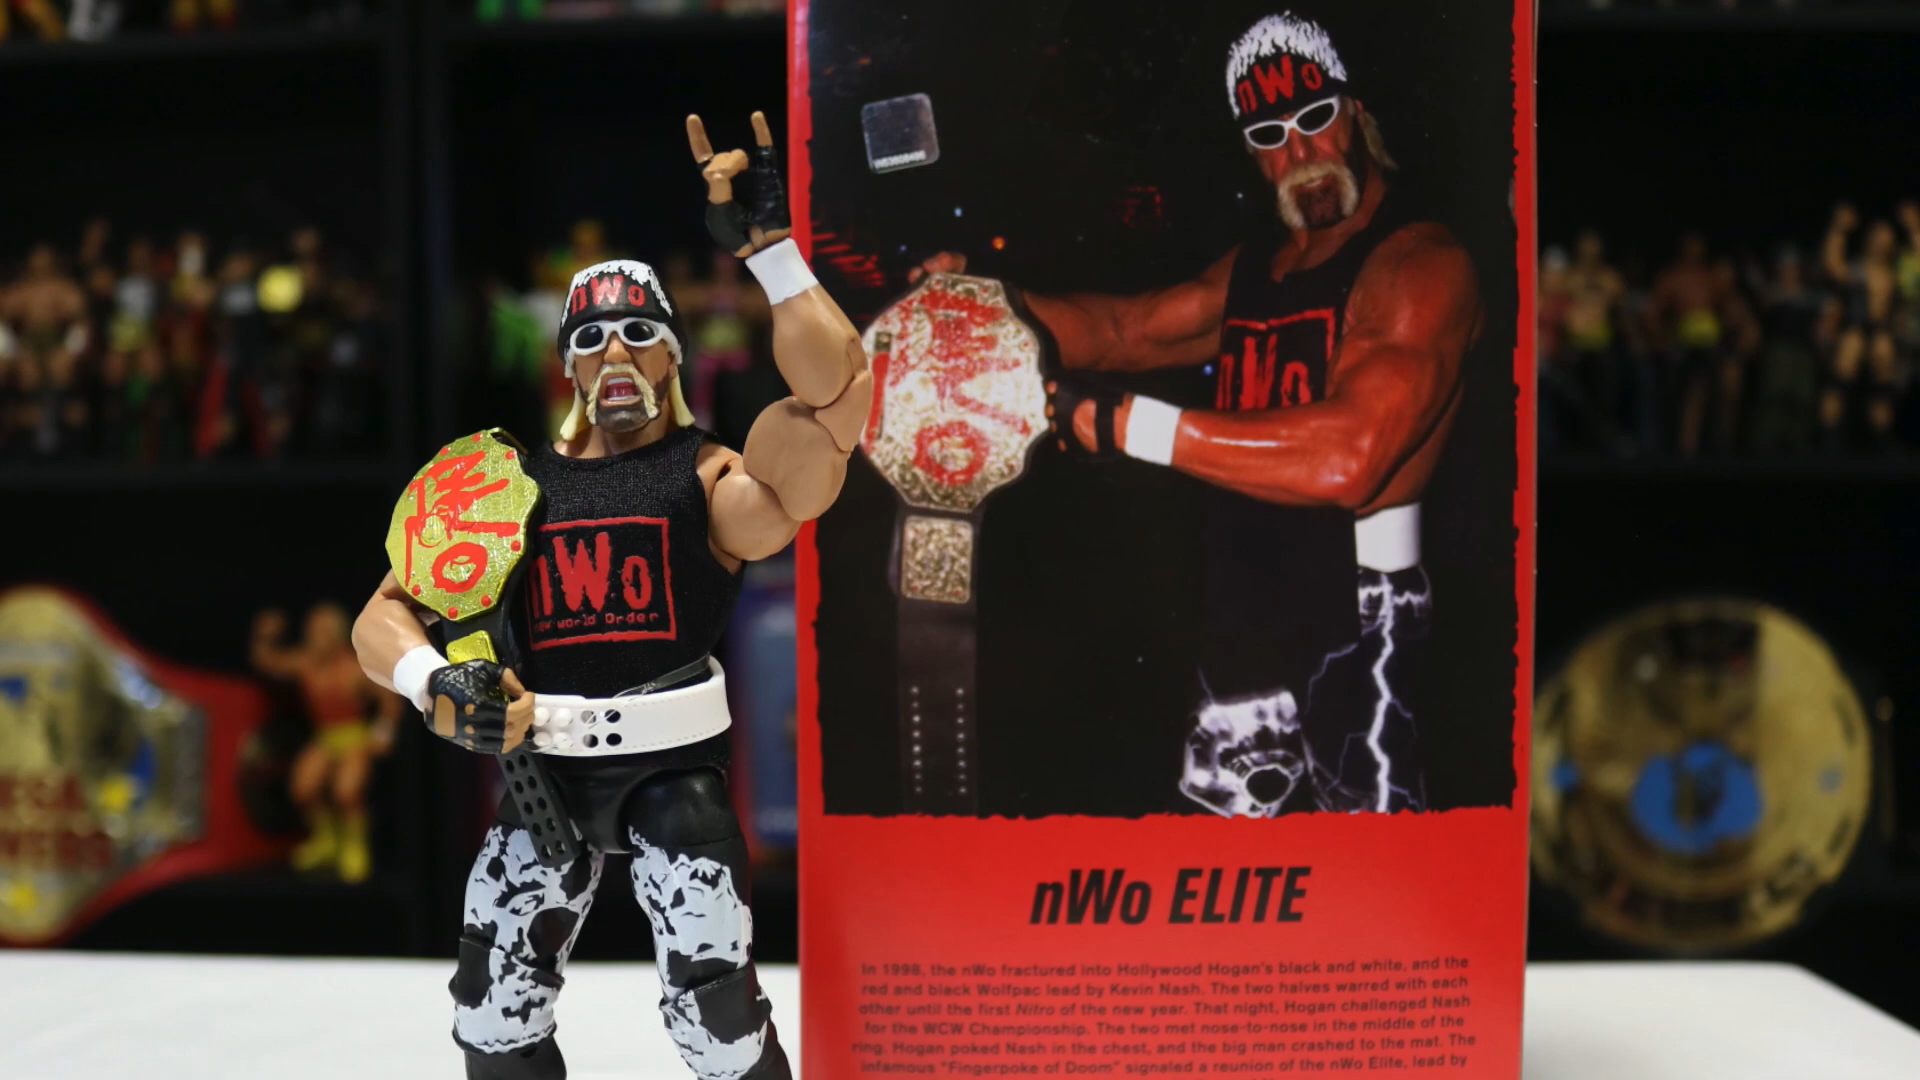 nWo
nWo
nWo
nWo
nWo
New World Order
nWo
nWo ELITE
In 1998, the nWo fractured into Hollywood Hogan's black and white, and the
red and black Wolfpac lead by Kevin Nash. The two halves warred with each
other until the first Nitro of the new year. That night, Hogan challenged Nash
for the WCW Championship. The two met nose-to-nose in the middle of the
ring. Hogan poked Nash in the chest, and the big man crashed to the mat. The
infamous "Fingerpoke of Doom" signaled a reunion of the nWo Elite, lead by